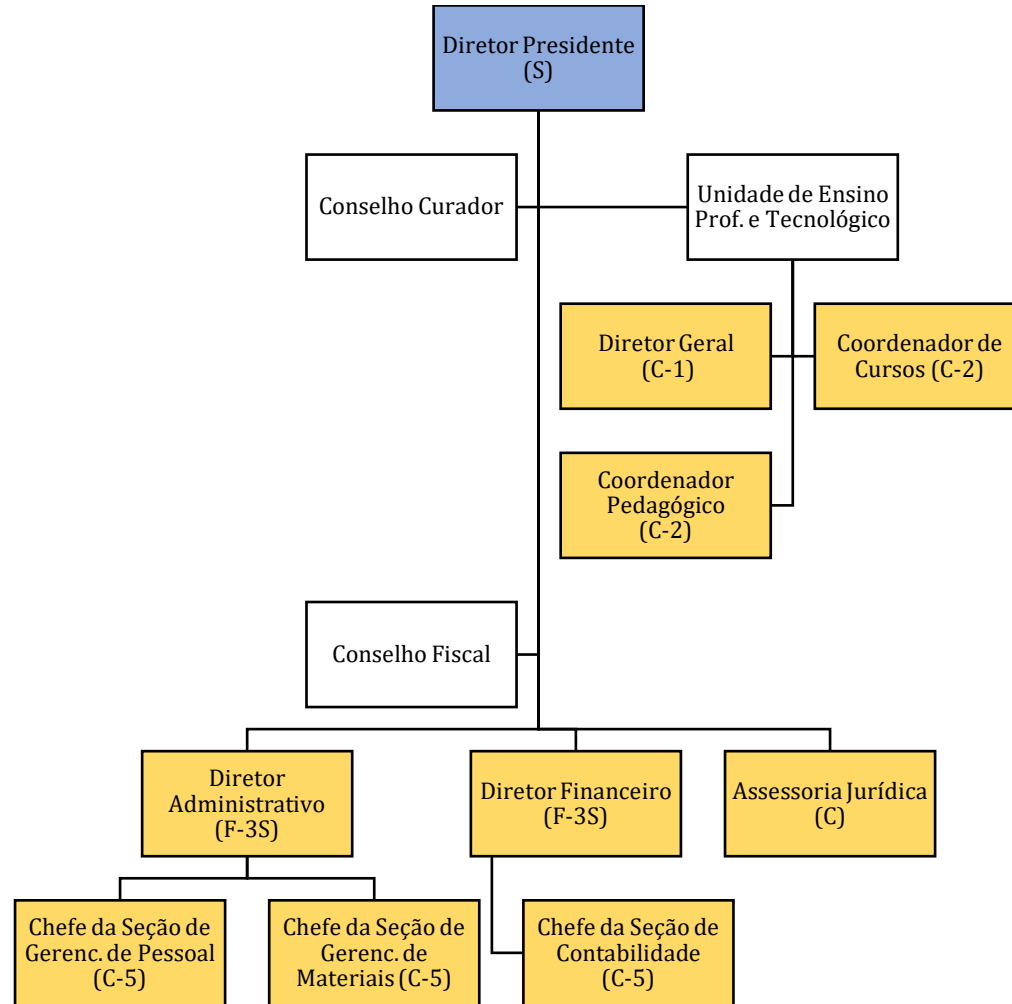 Diretor Presidente
(S)
Conselho Curador
Unidade de Ensino
Prof. e Tecnológico
Diretor Geral
(C-1)
Coordenador de
Cursos (C-2)
Coordenador
Pedagógico
(C-2)
Conselho Fiscal
Diretor
Administrativo
(F-3S)
Diretor Financeiro
(F-3S)
Assessoria Jurídica
(C)
Chefe da Seção de
Gerenc. de Pessoal
(C-5)
Chefe da Seção de
Gerenc. de
Materiais (C-5)
Chefe da Seção de
Contabilidade
(C-5)